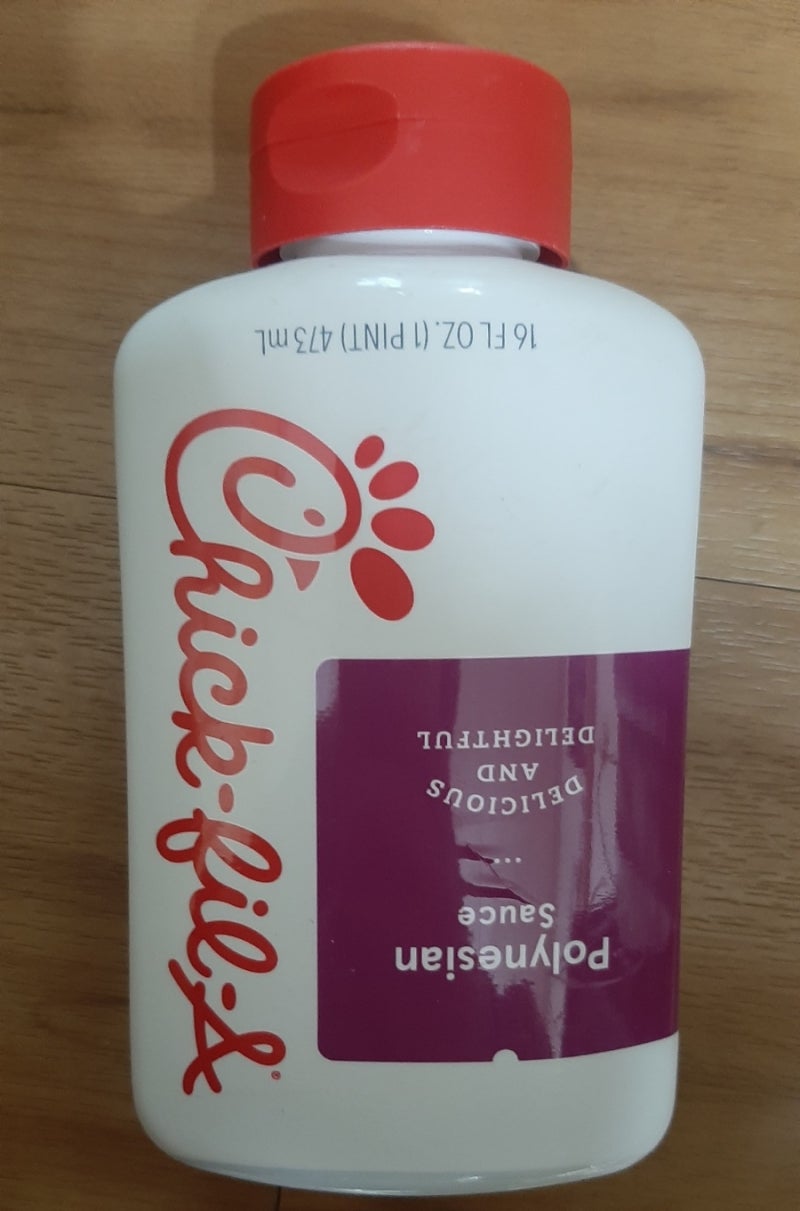 Chick-fil-A®
Polynesian
Sauce
...
DELICIOUS
AND
DELIGHTFUL
16 FL OZ. (1 PINT) 473 mL